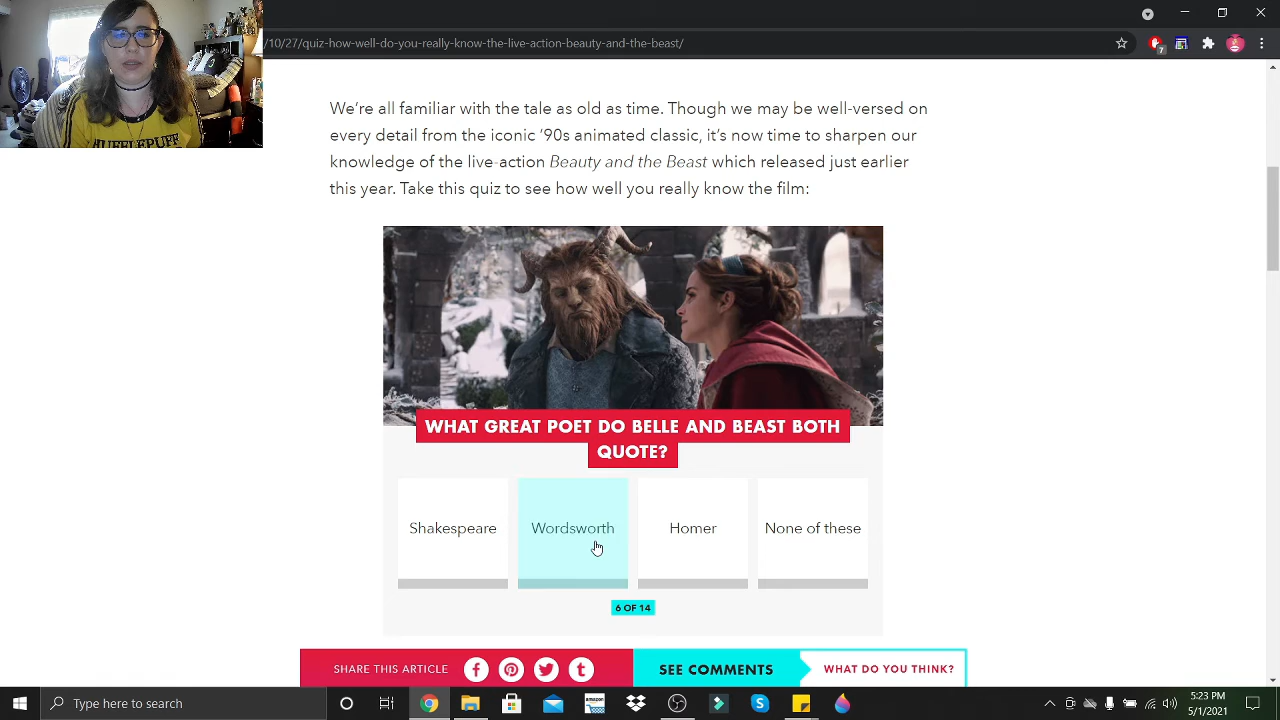 /10/27/quiz-how-well-do-you-really-know-the-live-action-beauty-and-the-beast/
7
HUFFLEPUFF
We're all familiar with the tale as old as time. Though we may be well-versed on
every detail from the iconic '90s animated classic, it's now time to sharpen our
knowledge of the live-action Beauty and the Beast which released just earlier
this year. Take this quiz to see how well you really know the film:
WHAT GREAT POET DO BELLE AND BEAST BOTH
QUOTE?
Shakespeare
Wordsworth
Homer
None of these
6 OF 14
SHARE THIS ARTICLE
SEE COMMENTS
WHAT DO YOU THINK?
Type here to search
amazon
5:23 PM
5/1/2021